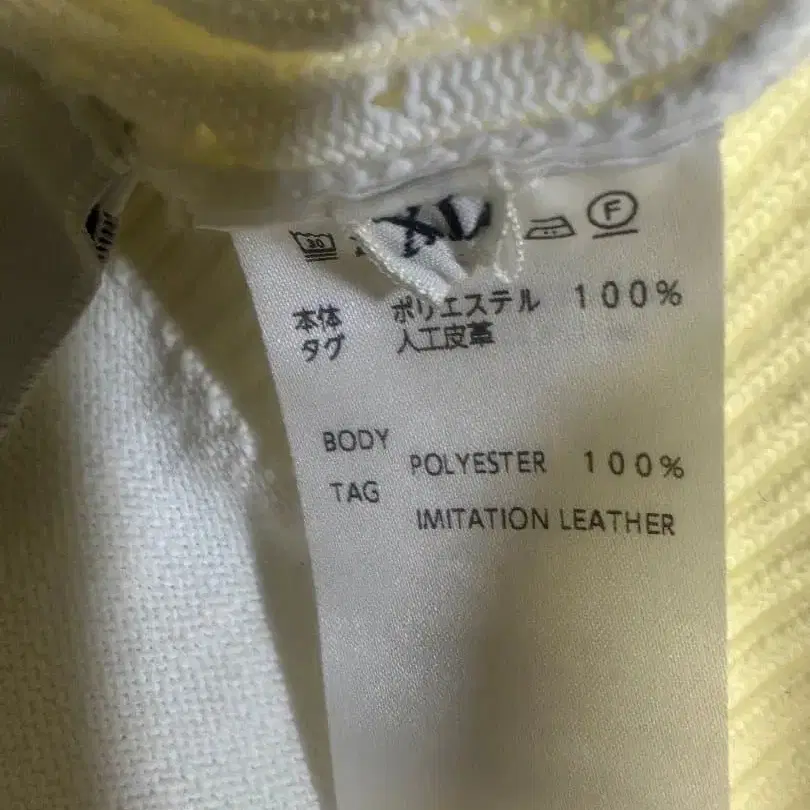 XL
30
F
本体 ポリエステル 100%
タグ 人工皮革
BODY POLYESTER 100%
TAG IMITATION LEATHER